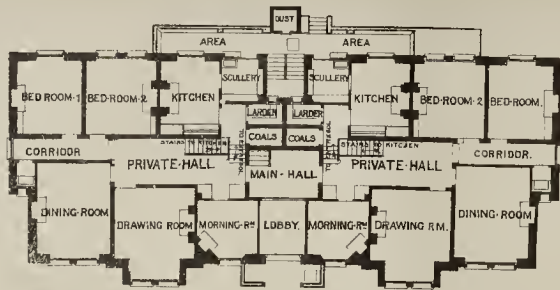 DUST
AREA
AREA
SCULLERY
SCULLERY
BED ROOM·1
BED·ROOM·2
KITCHEN
KITCHEN
BED·ROOM·2
BED·ROOM.
LARDER
LARDER
COALS
COALS
STAIRS TO KITCHEN
STAIRS TO KITCHEN
CORRIDOR
PRIVATE·HALL
MAIN·HALL
PRIVATE·HALL
CORRIDOR.
DINING·ROOM
DRAWING ROOM
MORNING·RM
LOBBY.
MORNING·RM
DRAWING RM.
DINING·ROOM